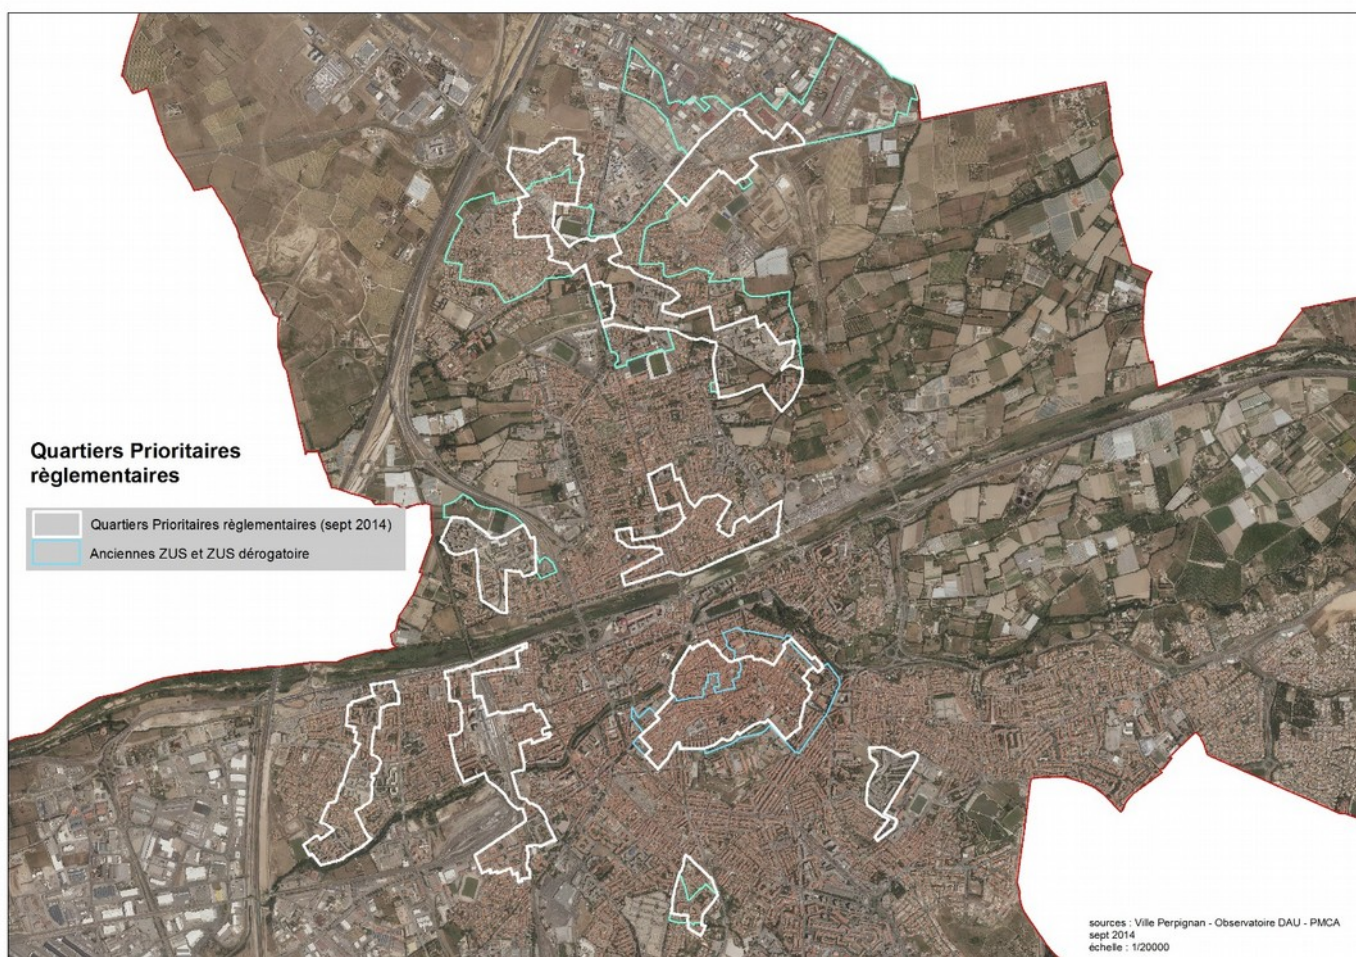 Quartiers Prioritaires
règlementaires
Quartiers Prioritaires règlementaires (sept 2014)
Anciennes ZUS et ZUS dérogatoire
sources : Ville Perpignan - Observatoire DAU - PMCA
sept 2014
échelle : 1/20000